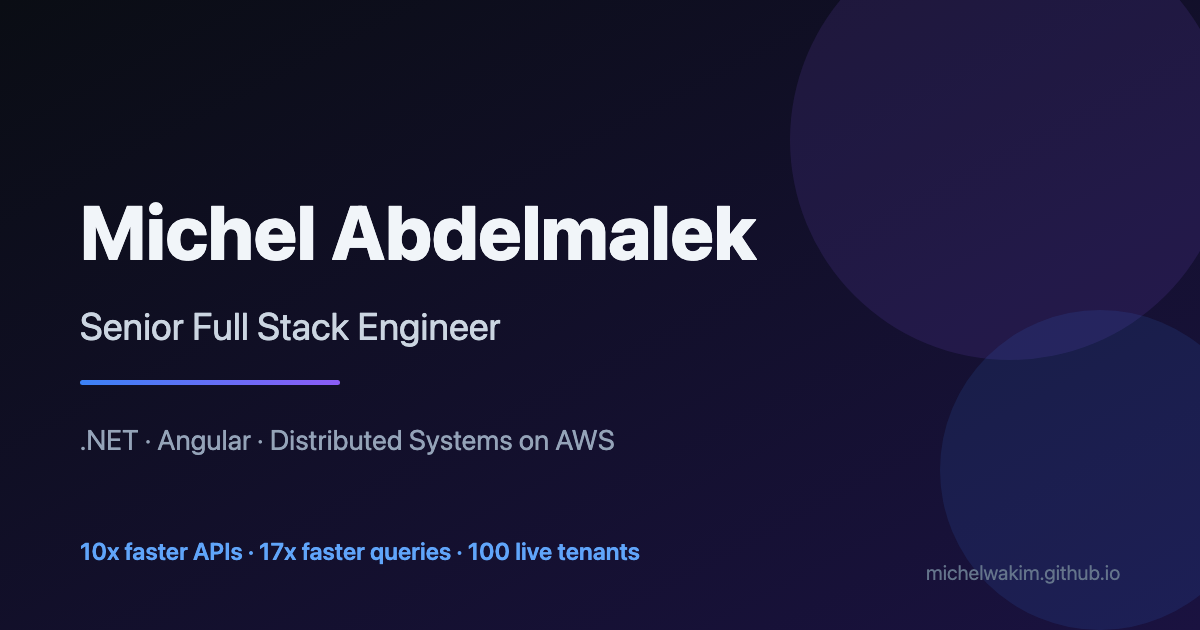 Michel Abdelmalek
Senior Full Stack Engineer
.NET · Angular · Distributed Systems on AWS
10x faster APIs · 17x faster queries · 100 live tenants
michelwakim.github.io